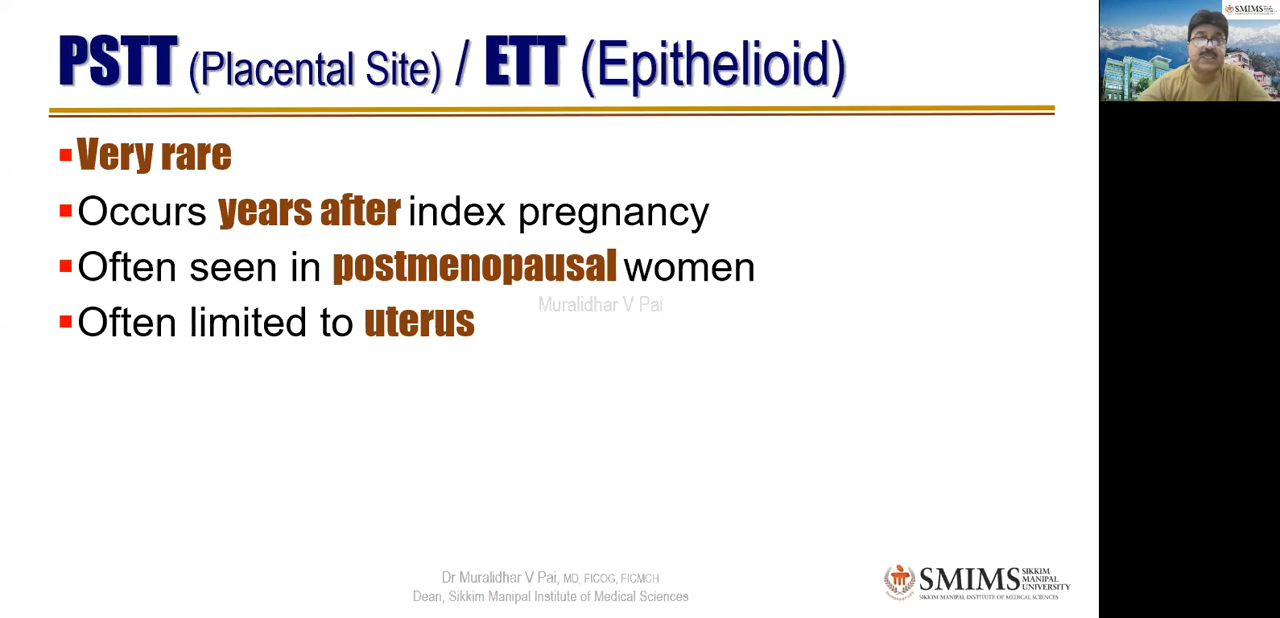 PSTT (Placental Site) / ETT (Epithelioid)
Very rare
Occurs years after index pregnancy
Often seen in postmenopausal women
Muralidhar V Pai
Often limited to uterus
Dr Muralidhar V Pai, MD, FICOG, FICMCH
Dean, Sikkim Manipal Institute of Medical Sciences
SMIMS SIKKIM MANIPAL UNIVERSITY
SIKKIM MANIPAL INSTITUTE OF MEDICAL SCIENCES
SMIMS